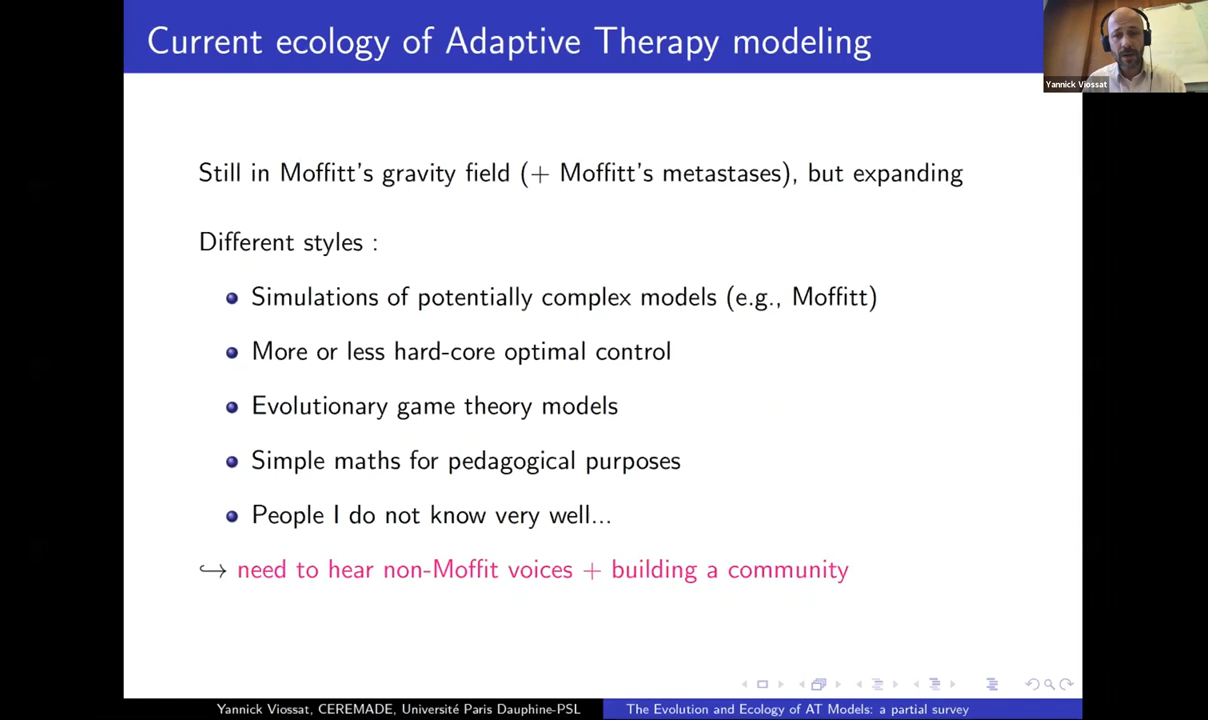 Current ecology of Adaptive Therapy modeling
Yannick Viossat
Still in Moffitt's gravity field (+ Moffitt's metastases), but expanding
Different styles :
Simulations of potentially complex models (e.g., Moffitt)
More or less hard-core optimal control
Evolutionary game theory models
Simple maths for pedagogical purposes
People I do not know very well...
↪ need to hear non-Moffit voices + building a community
Yannick Viossat, CEREMADE, Université Paris Dauphine-PSL
The Evolution and Ecology of AT Models: a partial survey